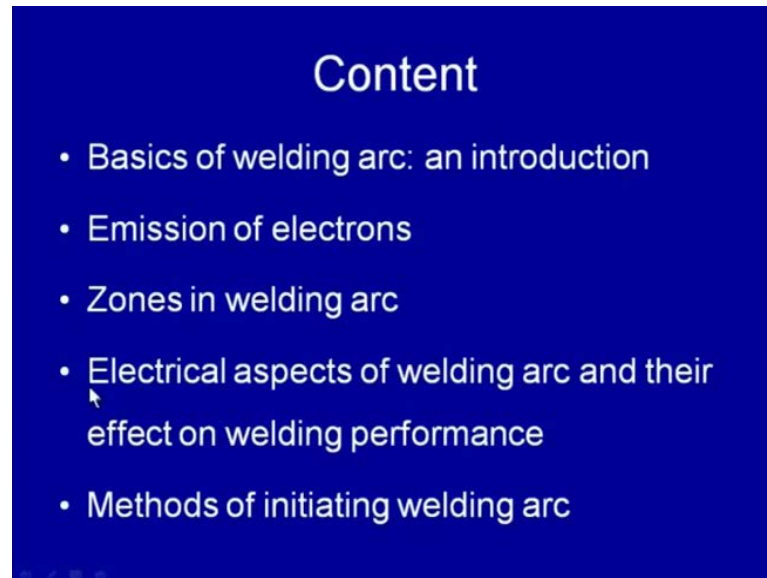 Content
• Basics of welding arc: an introduction
• Emission of electrons
• Zones in welding arc
• Electrical aspects of welding arc and their
effect on welding performance
• Methods of initiating welding arc